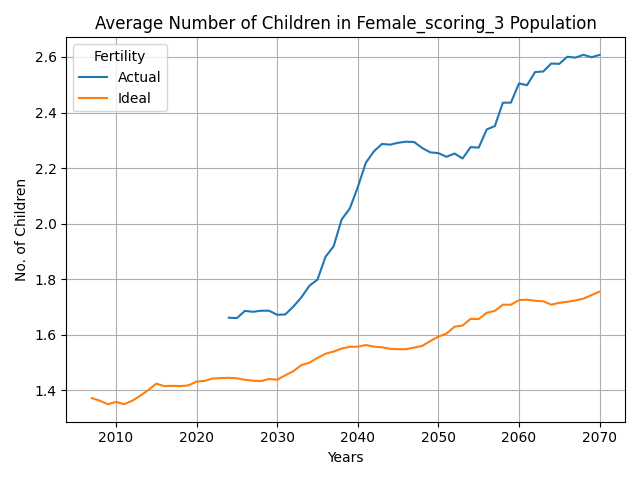 Average Number of Children in Female_scoring_3 Population
Fertility
Actual
Ideal
No. of Children
2.6
2.4
2.2
2.0
1.8
1.6
1.4
2010 2020 2030 2040 2050 2060 2070
Years